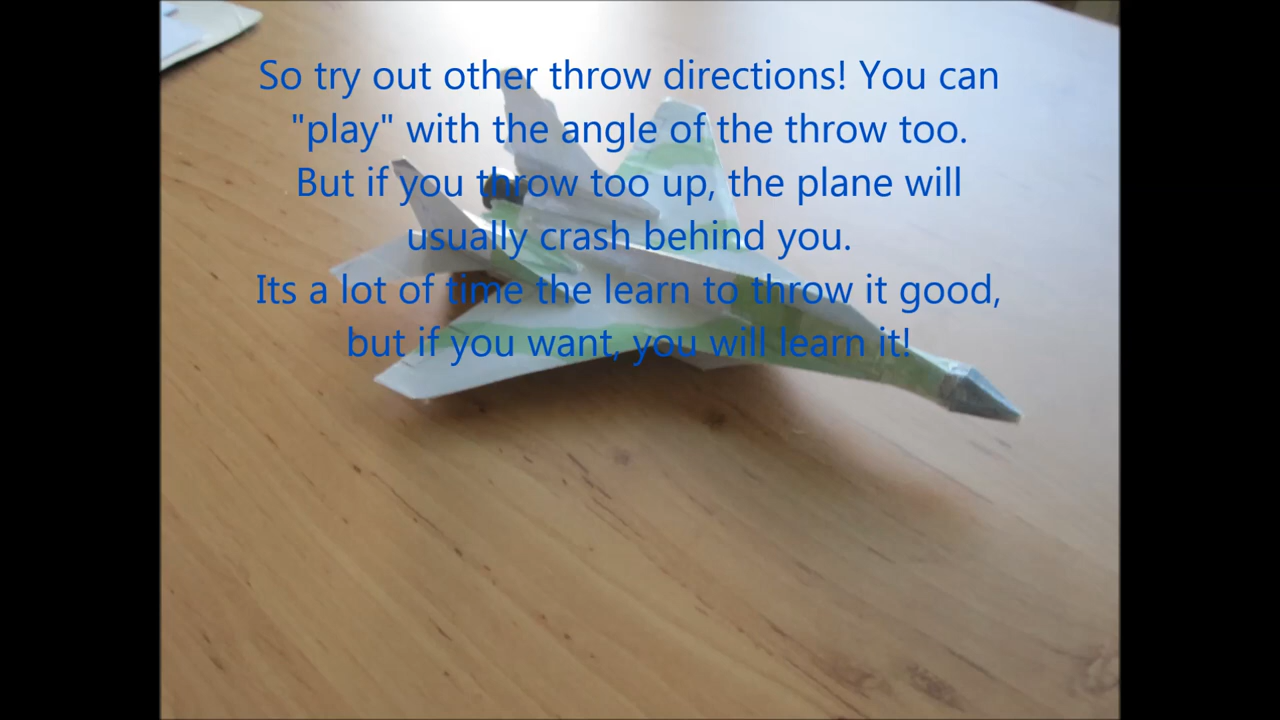 So try out other throw directions! You can
"play" with the angle of the throw too.
But if you throw too up, the plane will
usually crash behind you.
Its a lot of time the learn to throw it good,
but if you want, you will learn it!